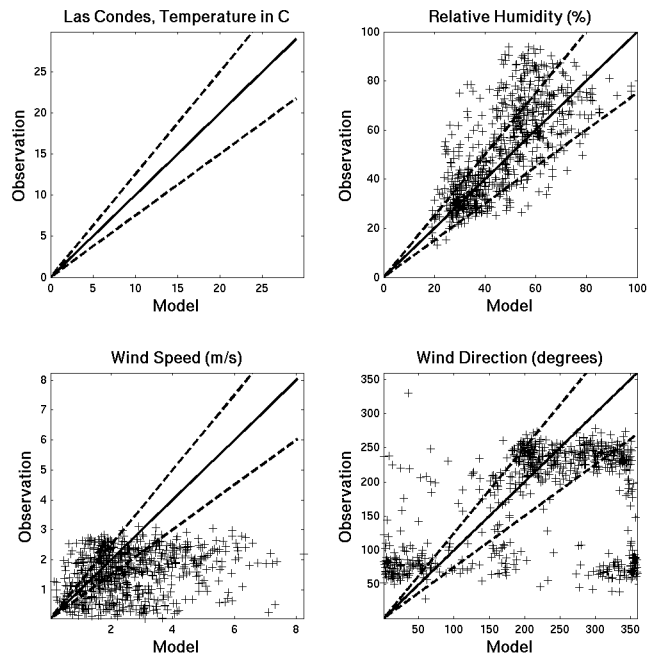 Las Condes, Temperature in C
Observation
25
20
15
10
5
0
0 5 10 15 20 25
Model
Relative Humidity (%)
Observation
100
80
60
40
20
0
0 20 40 60 80 100
Model
Wind Speed (m/s)
Observation
8
7
6
5
4
3
2
1
2 4 6 8
Model
Wind Direction (degrees)
Observation
350
300
250
200
150
100
50
50 100 150 200 250 300 350
Model